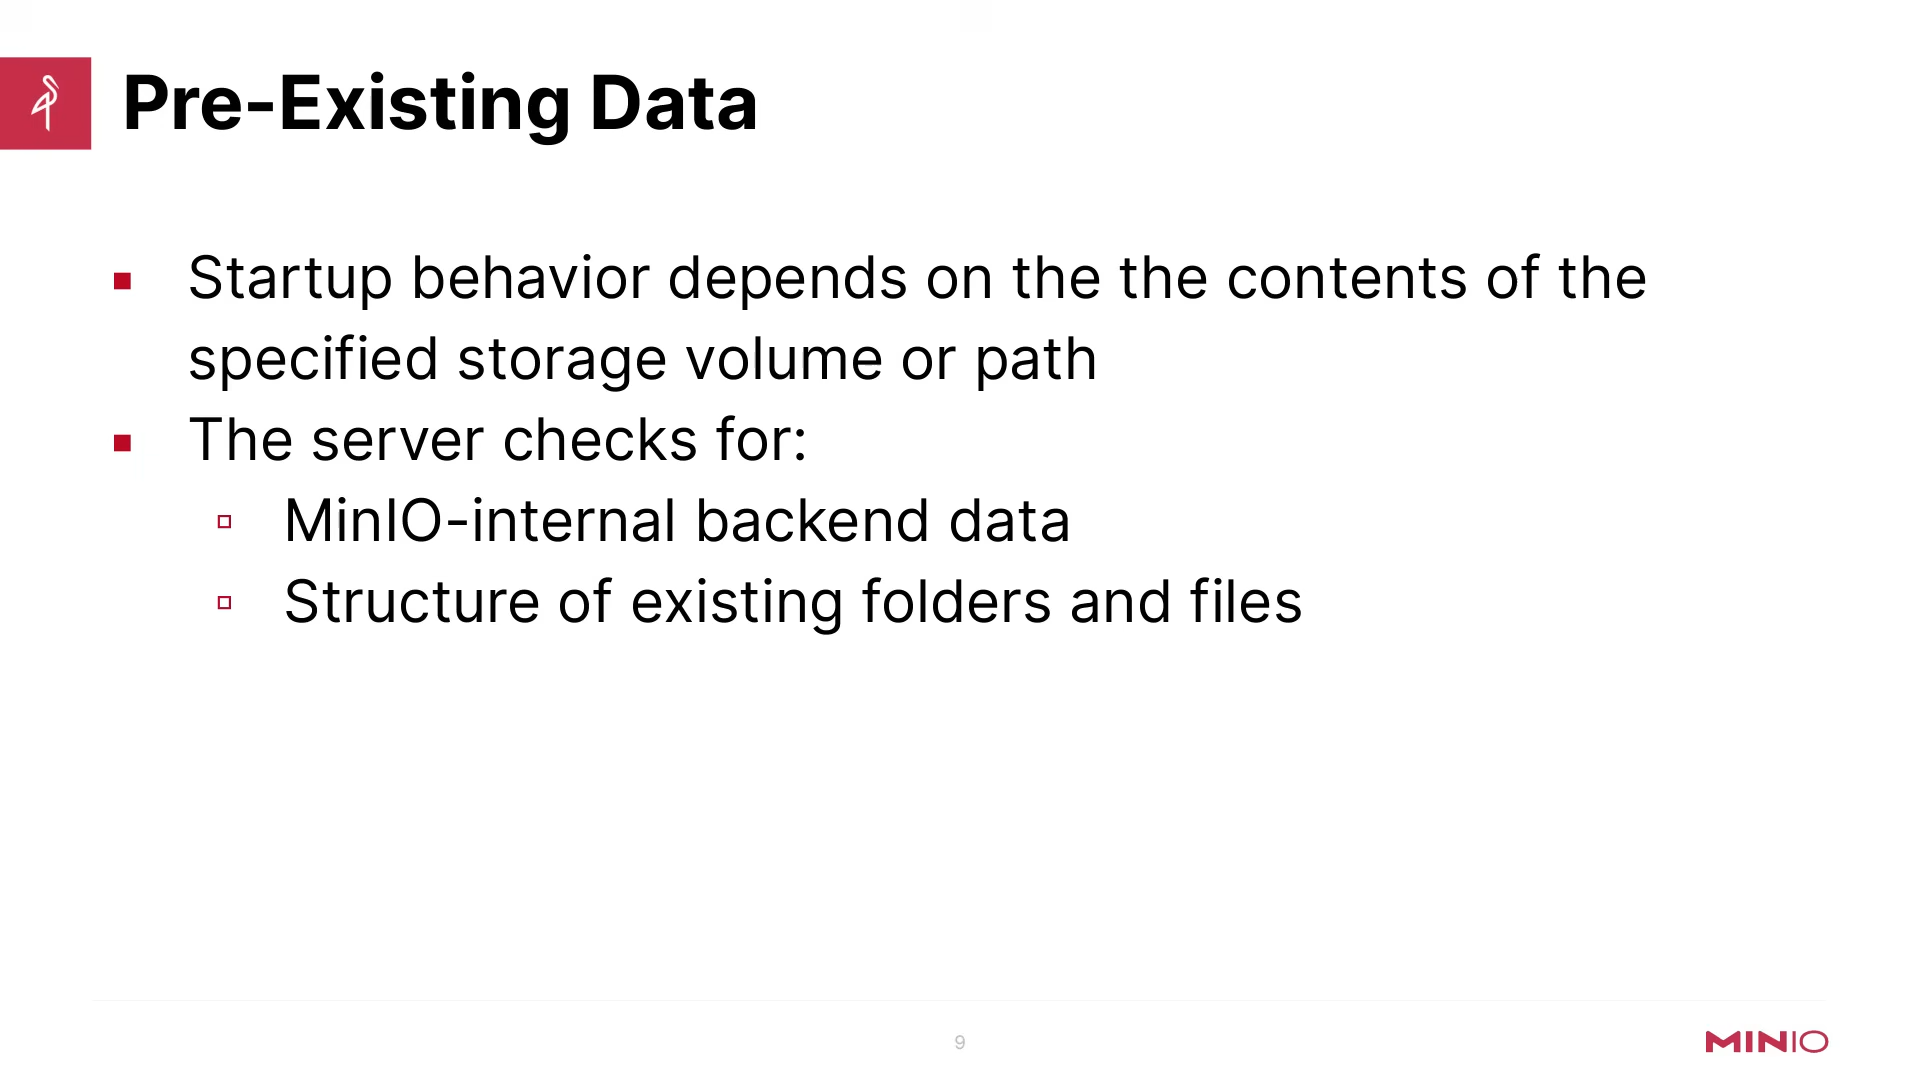 Pre-Existing Data
Startup behavior depends on the the contents of the
specified storage volume or path
The server checks for:
MinIO-internal backend data
Structure of existing folders and files
9
MINIO